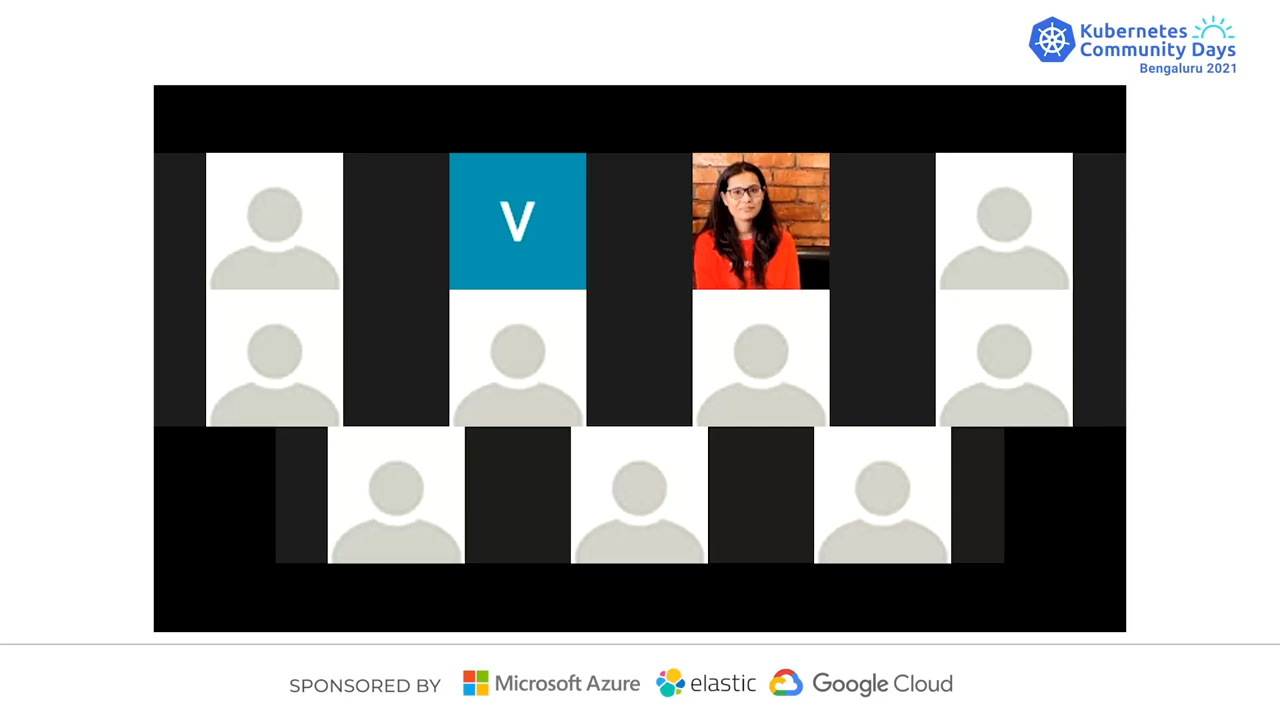 Kubernetes
Community Days
Bengaluru 2021
V
SPONSORED BY Microsoft Azure elastic Google Cloud